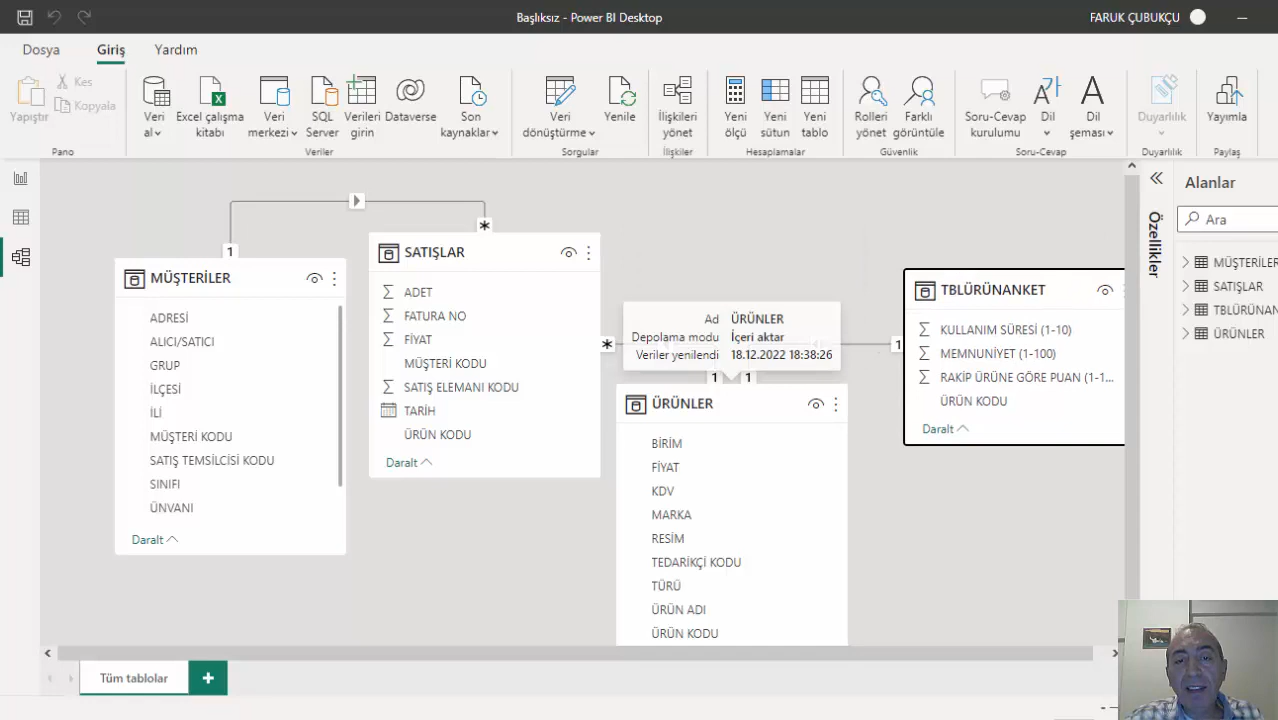 Başlıksız - Power BI Desktop
FARUK ÇUBUKÇU
Dosya
Giriş
Yardım
Yapıştır
Kes
Kopyala
Pano
Veri al
Excel çalışma kitabı
Veri merkezi
SQL Server
Verileri girin
Dataverse
Son kaynaklar
Veriler
Veri dönüştürme
Yenile
Sorgular
İlişkileri yönet
İlişkiler
Yeni ölçü
Yeni sütun
Yeni tablo
Hesaplamalar
Rolleri yönet
Farklı görüntüle
Güvenlik
Soru-Cevap kurulumu
Dil
Dil şeması
Soru-Cevap
Duyarlılık
Duyarlılık
Yayımla
Paylaş
1
*
MÜŞTERİLER
ADRESİ
ALICI/SATICI
GRUP
İLÇESİ
İLİ
MÜŞTERİ KODU
SATIŞ TEMSİLCİSİ KODU
SINIFI
ÜNVANI
Daralt
SATIŞLAR
ADET
FATURA NO
FİYAT
MÜŞTERİ KODU
SATIŞ ELEMANI KODU
TARİH
ÜRÜN KODU
Daralt
*
Ad ÜRÜNLER
Depolama modu İçeri aktar
Veriler yenilendi 18.12.2022 18:38:26
1
1 1
ÜRÜNLER
BİRİM
FİYAT
KDV
MARKA
RESİM
TEDARİKÇİ KODU
TÜRÜ
ÜRÜN ADI
ÜRÜN KODU
TBLÜRÜNANKET
KULLANIM SÜRESİ (1-10)
MEMNUNİYET (1-100)
RAKİP ÜRÜNE GÖRE PUAN (1-1...
ÜRÜN KODU
Daralt
Özellikler
Alanlar
Ara
MÜŞTERİLER
SATIŞLAR
TBLÜRÜNAN
ÜRÜNLER
Tüm tablolar
+